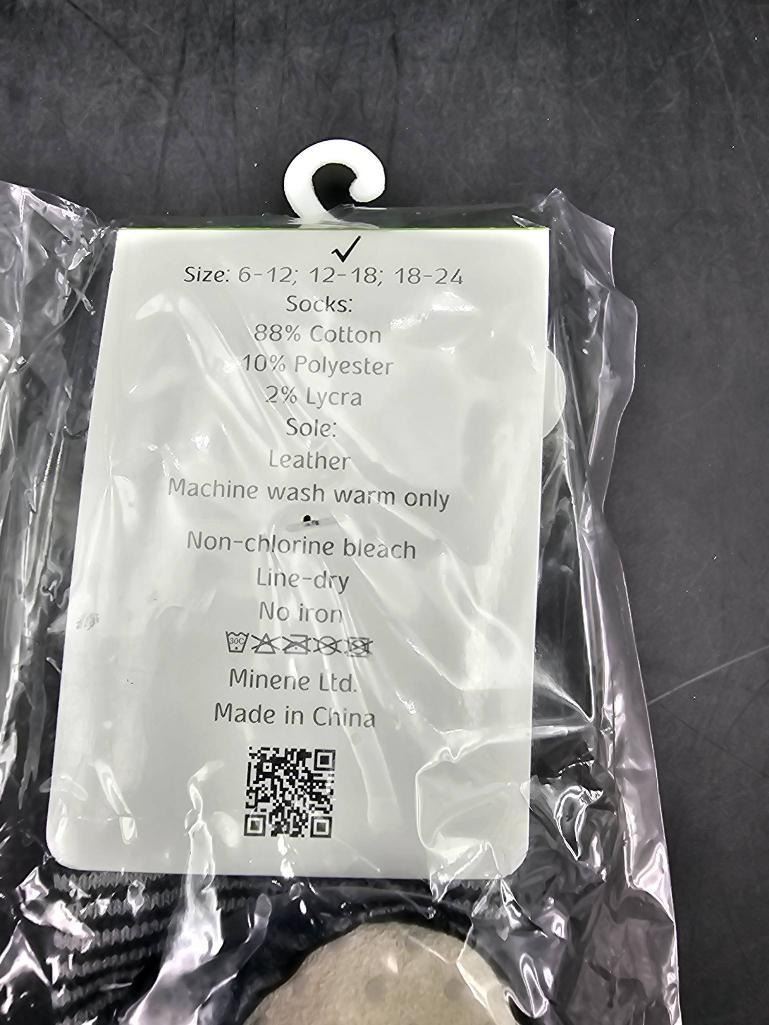 ✓
Size: 6-12; 12-18; 18-24
Socks:
88% Cotton
10% Polyester
2% Lycra
Sole:
Leather
Machine wash warm only
Non-chlorine bleach
Line-dry
No iron
30C
Minene Ltd.
Made in China